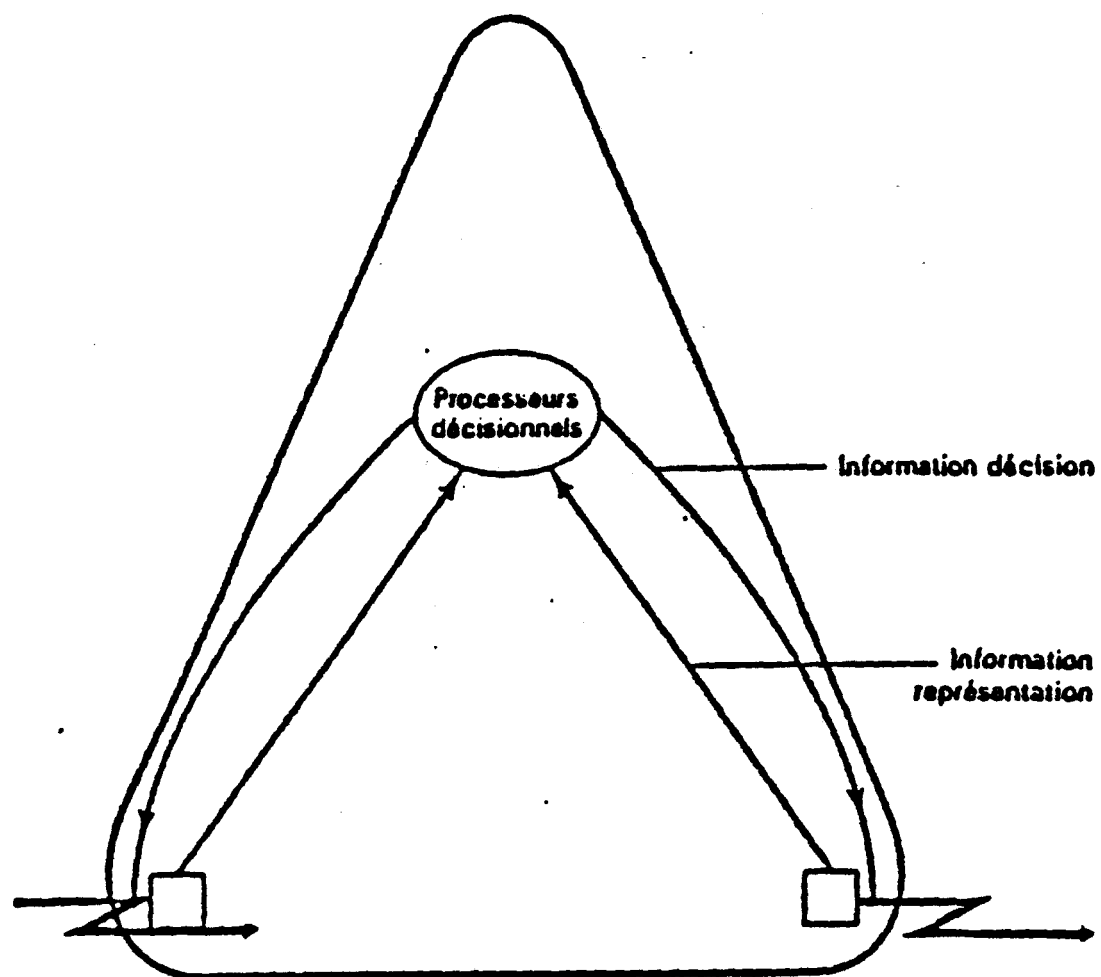 Processeurs
décisionnels
Information décision
Information
représentation